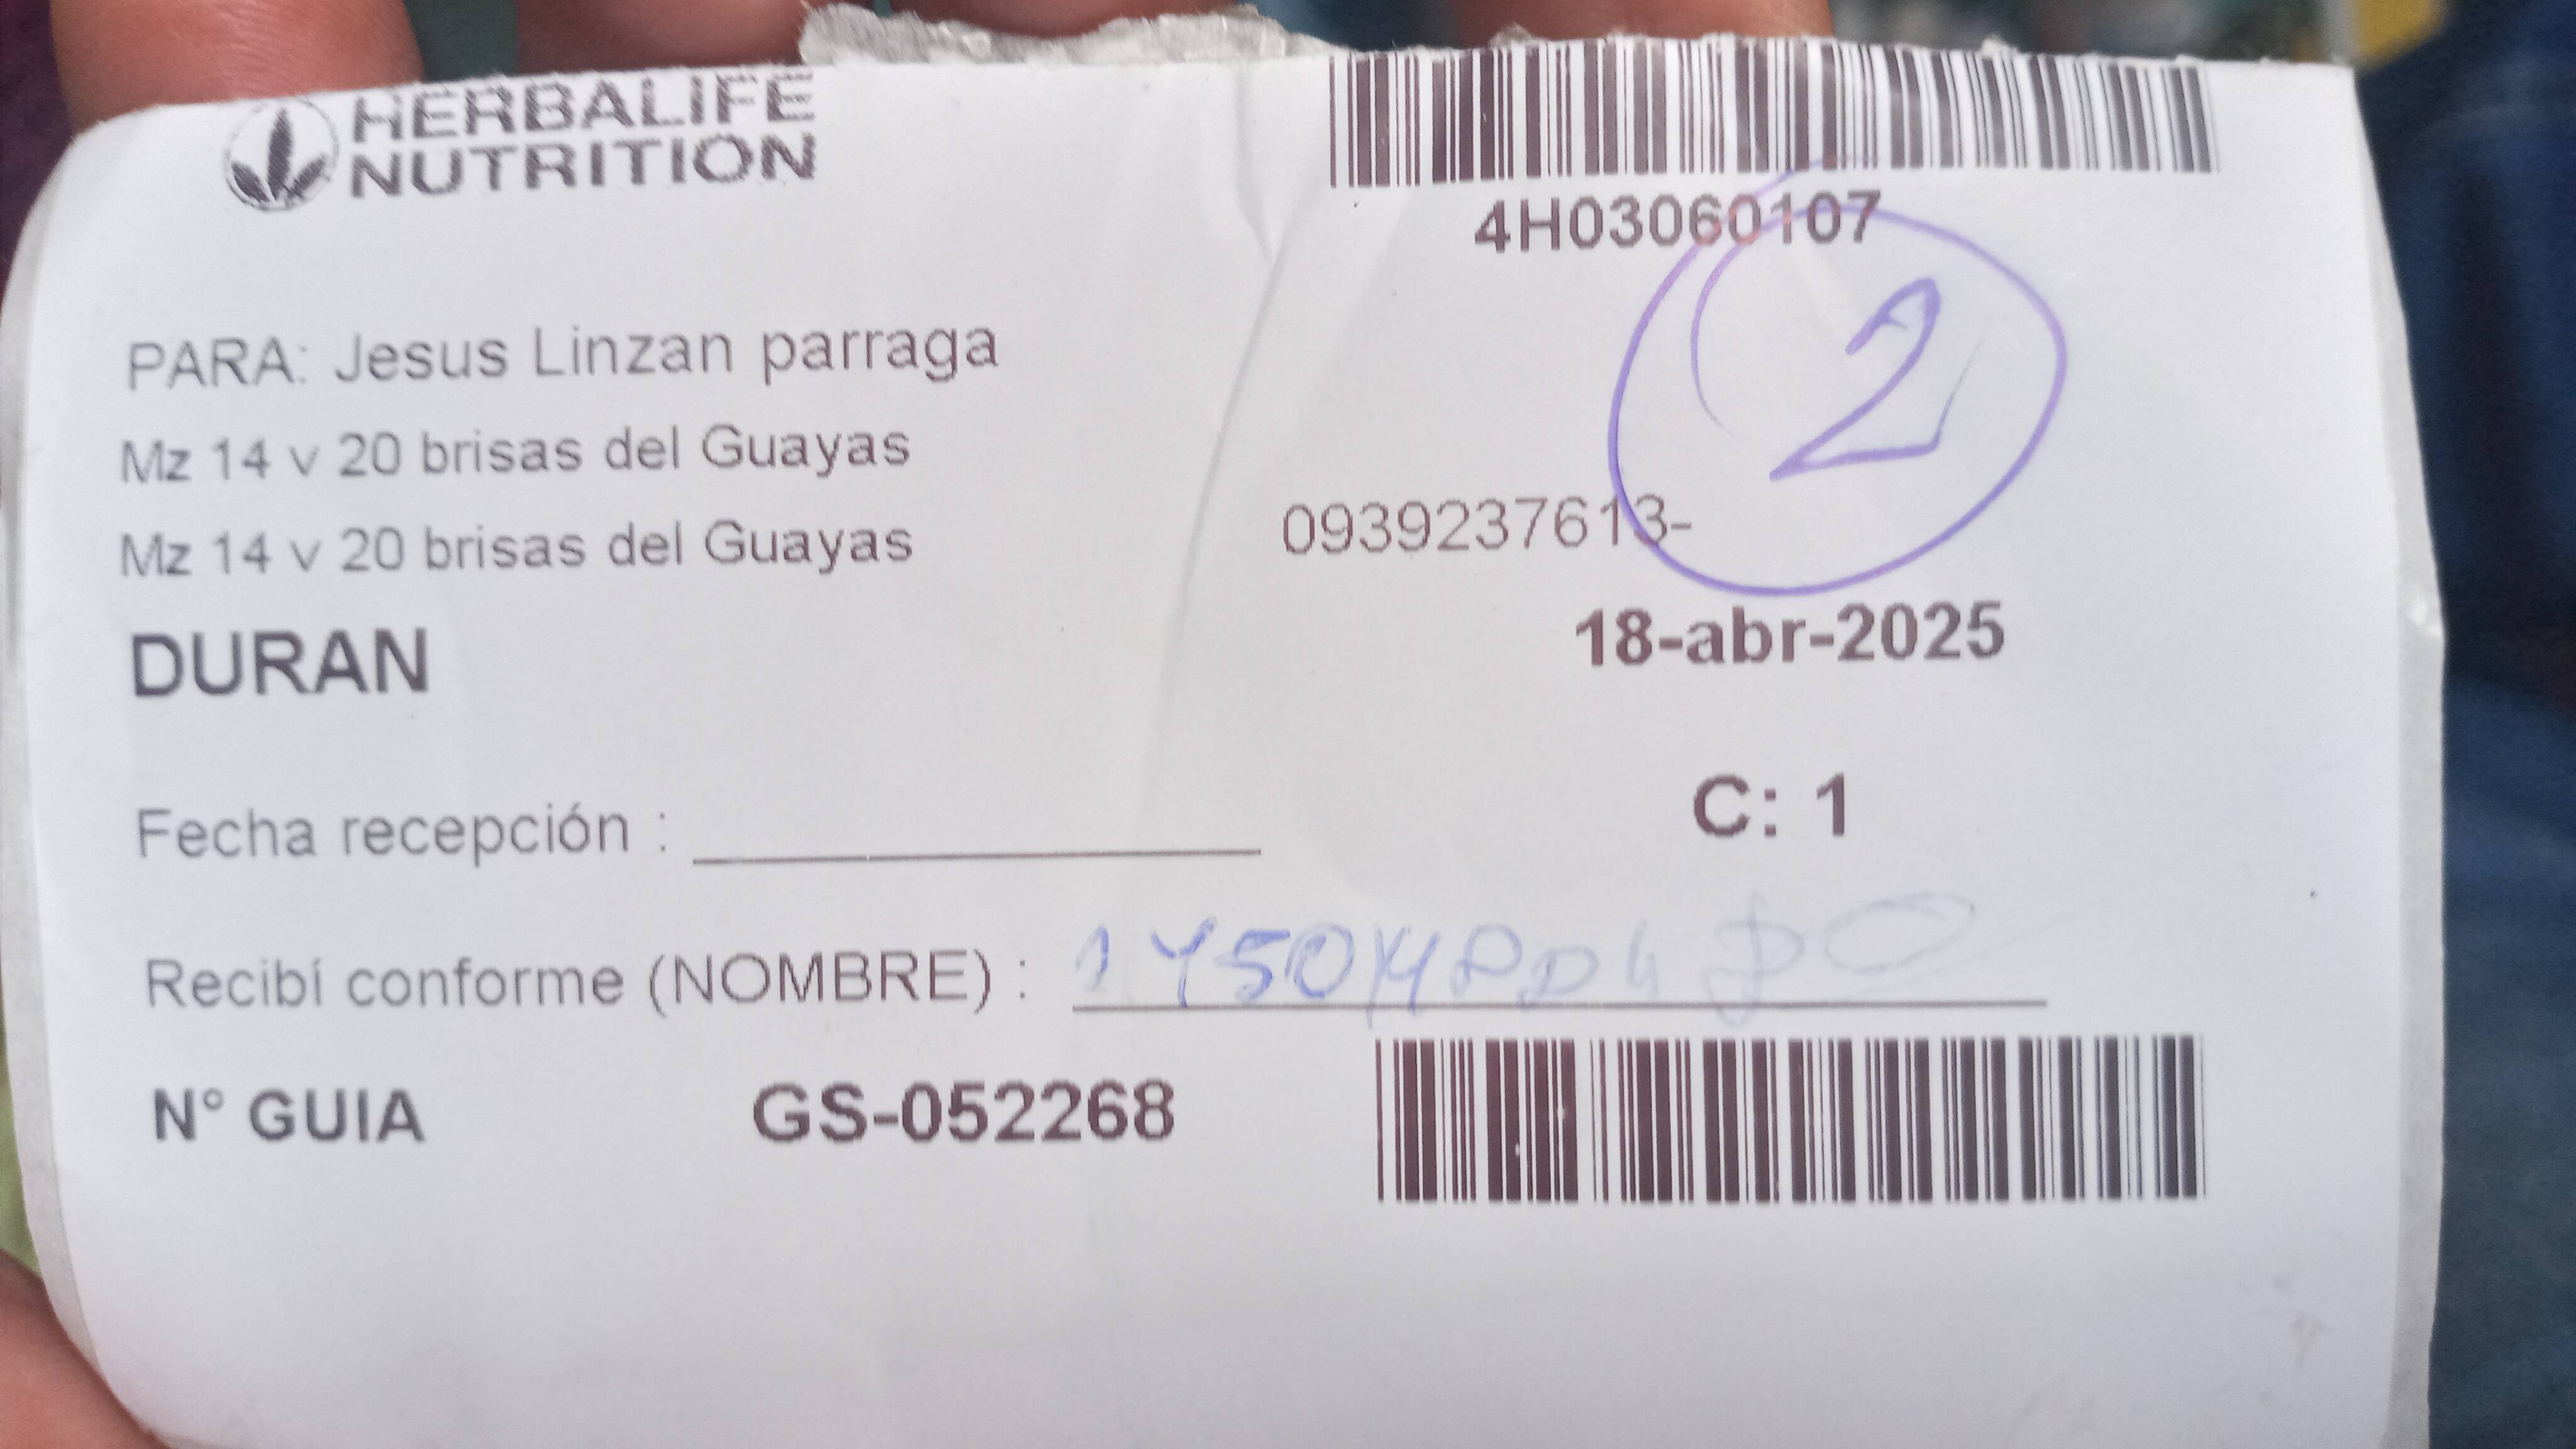 HERBALIFE
NUTRITION
4H03060107
2
PARA: Jesus Linzan parraga
Mz 14 v 20 brisas del Guayas
Mz 14 v 20 brisas del Guayas
0939237613-
DURAN
18-abr-2025
C: 1
Fecha recepción :
Recibí conforme (NOMBRE) :
N° GUIA GS-052268